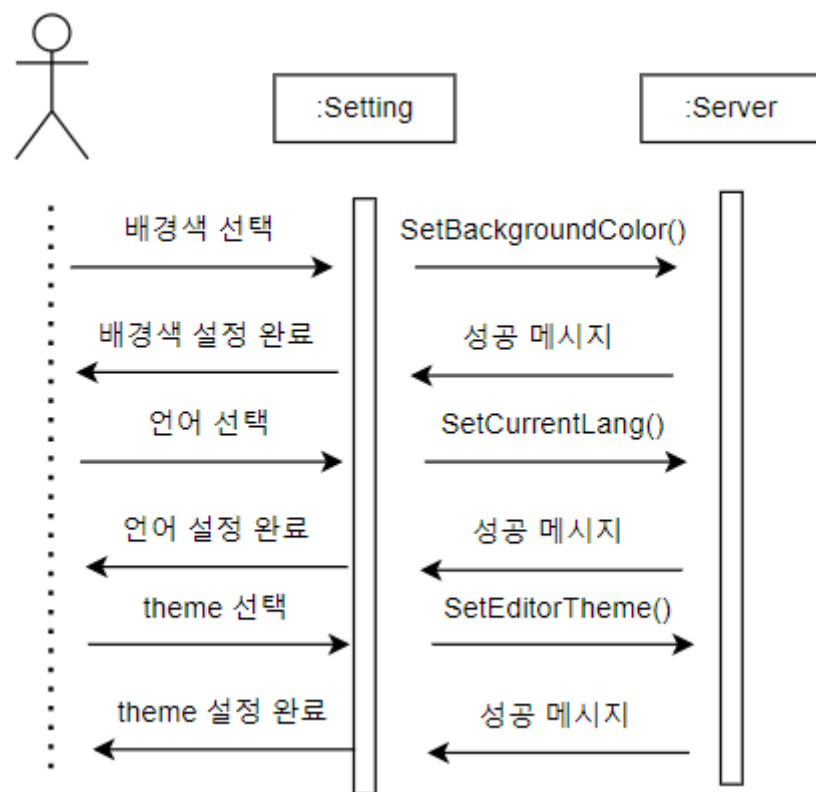 :Setting
:Server
배경색 선택
SetBackgroundColor()
배경색 설정 완료
성공 메시지
언어 선택
SetCurrentLang()
언어 설정 완료
성공 메시지
theme 선택
SetEditorTheme()
theme 설정 완료
성공 메시지